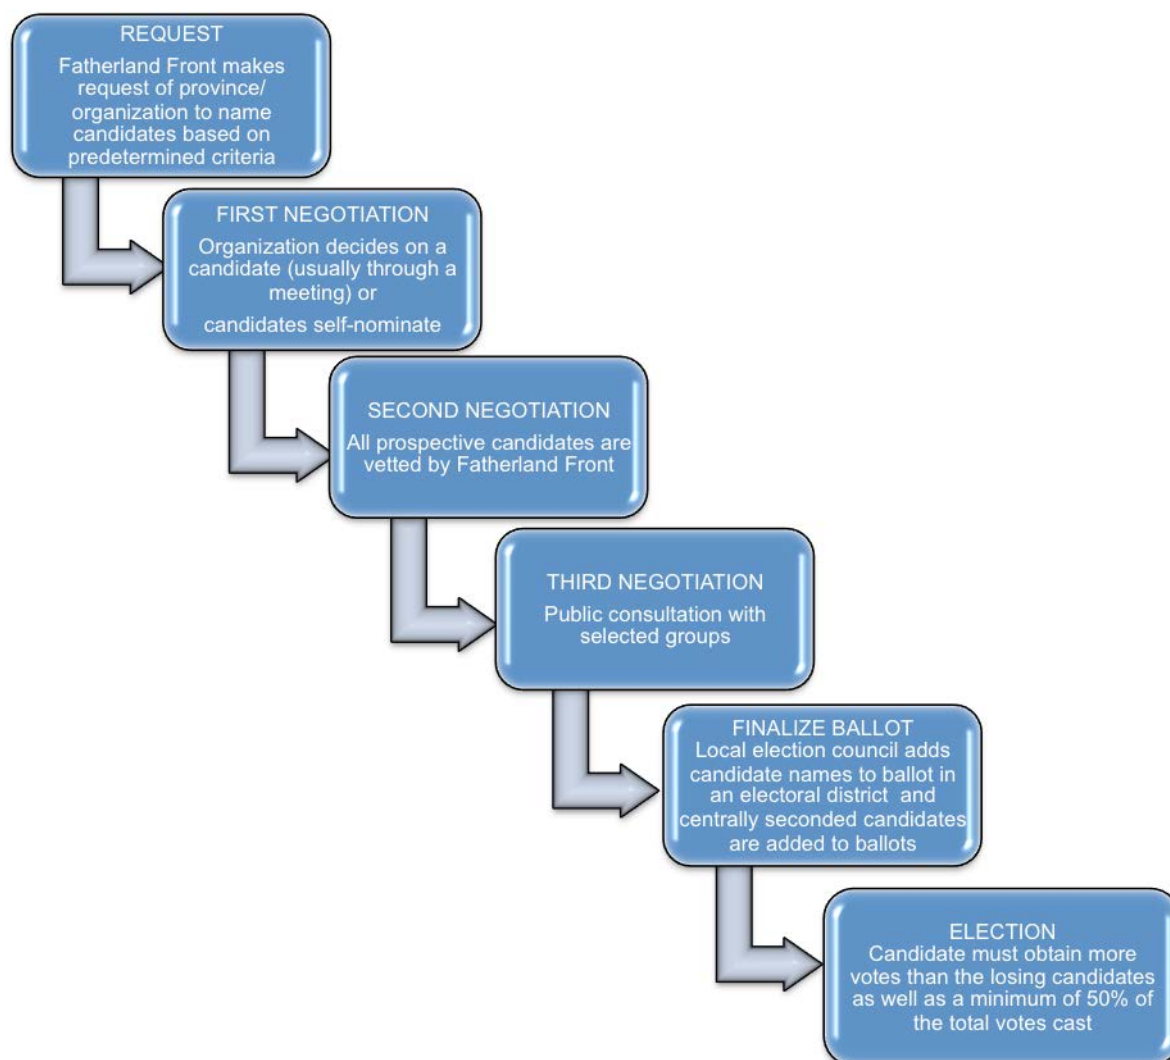 REQUEST
Fatherland Front makes
request of province/
organization to name
candidates based on
predetermined criteria
FIRST NEGOTIATION
Organization decides on a
candidate (usually through a
meeting) or
candidates self-nominate
SECOND NEGOTIATION
All prospective candidates are
vetted by Fatherland Front
THIRD NEGOTIATION
Public consultation with
selected groups
FINALIZE BALLOT
Local election council adds
candidate names to ballot in
an electoral district and
centrally seconded candidates
are added to ballots
ELECTION
Candidate must obtain more
votes than the losing candidates
as well as a minimum of 50% of
the total votes cast